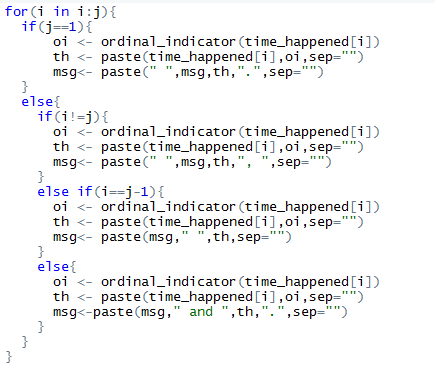 for(i in i:j){
  if(j==1){
    oi <- ordinal_indicator(time_happened[i])
    th <- paste(time_happened[i],oi,sep="")
    msg<- paste(" ",msg,th,".",sep="")
  }
  else{
    if(i!=j){
      oi <- ordinal_indicator(time_happened[i])
      th <- paste(time_happened[i],oi,sep="")
      msg<- paste(" ",msg,th,", ",sep="")
    }
    else if(i==j-1){
      oi <- ordinal_indicator(time_happened[i])
      th <- paste(time_happened[i],oi,sep="")
      msg<- paste(msg," ",th,sep="")
    }
    else{
      oi <- ordinal_indicator(time_happened[i])
      th <- paste(time_happened[i],oi,sep="")
      msg<-paste(msg," and ",th,".",sep="")
    }
  }
}